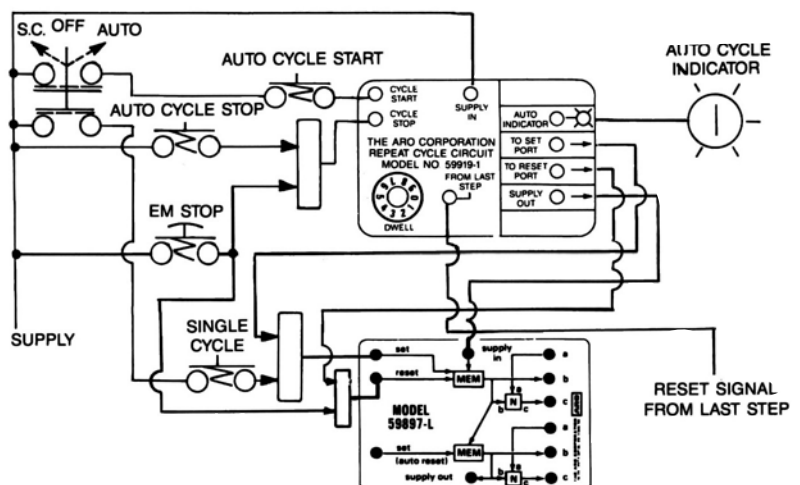 S.C. OFF AUTO
AUTO CYCLE START
AUTO CYCLE STOP
EM STOP
SUPPLY
SINGLE
CYCLE
CYCLE
START
CYCLE
STOP
SUPPLY
IN
THE ARO CORPORATION
REPEAT CYCLE CIRCUIT
MODEL NO. 59919-1
FROM LAST
STEP
DWELL
AUTO
INDICATOR
TO SET
PORT
TO RESET
PORT
SUPPLY
OUT
AUTO CYCLE
INDICATOR
RESET SIGNAL
FROM LAST STEP
set
reset
supply
in
MEM
a
b
c
a
N
b
c
MODEL
59897-L
set
(auto reset)
MEM
a
b
c
a
N
b
c
supply out